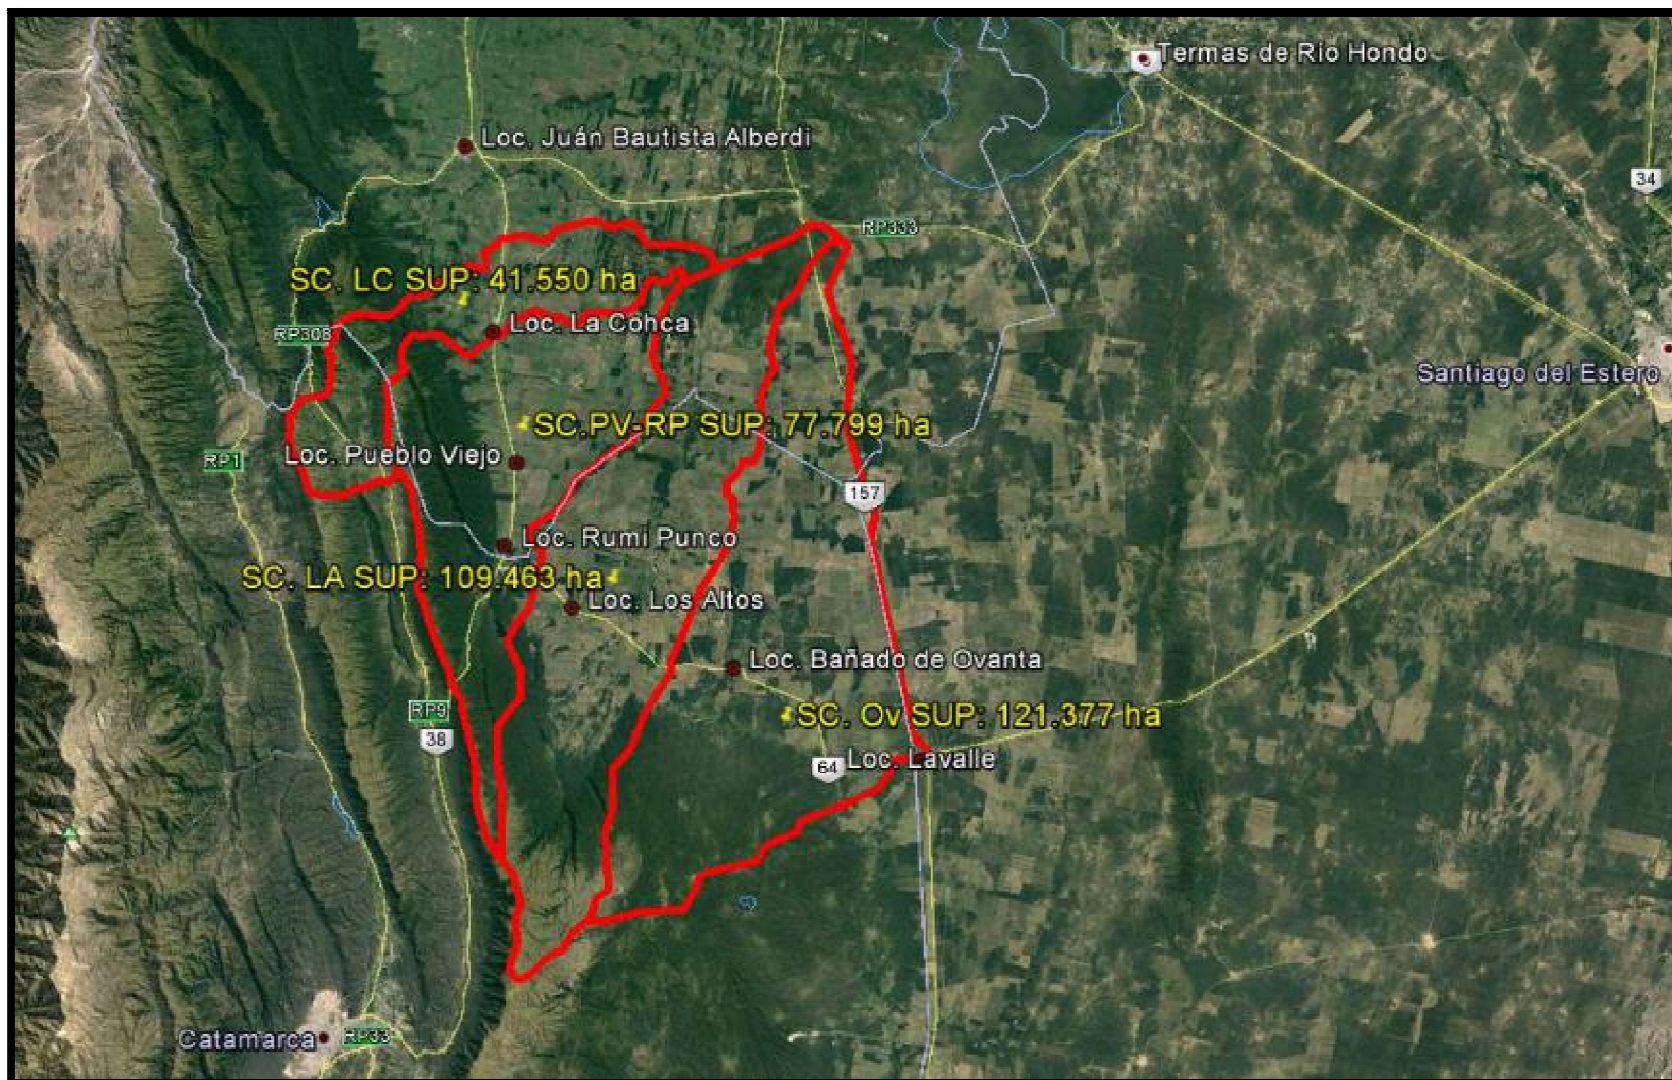 Termas de Rio Hondo
Loc. Juán Bautista Alberdi
34
RP333
SC. LC SUP: 41.550 ha
Loc. La Cohca
RP308
Santiago del Estero
SC.PV-RP SUP: 77.799 ha
Loc. Pueblo Viejo
RP1
157
Loc. Rumi Punco
SC. LA SUP: 109.463 ha
Loc. Los Altos
Loc. Bañado de Ovanta
RP9
SC. Ov SUP: 121.377 ha
38
Loc. Lavalle
64
Catamarca
RP33